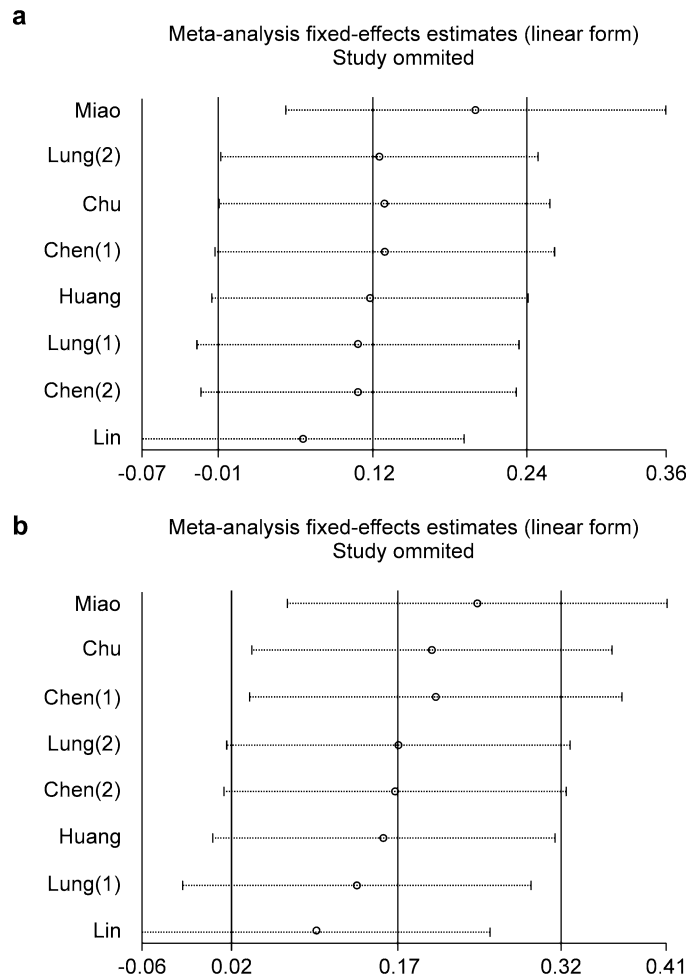 a
Meta-analysis fixed-effects estimates (linear form)
Study ommited
Miao
Lung(2)
Chu
Chen(1)
Huang
Lung(1)
Chen(2)
Lin
-0.07 -0.01 0.12 0.24 0.36
b
Meta-analysis fixed-effects estimates (linear form)
Study ommited
Miao
Chu
Chen(1)
Lung(2)
Chen(2)
Huang
Lung(1)
Lin
-0.06 0.02 0.17 0.32 0.41